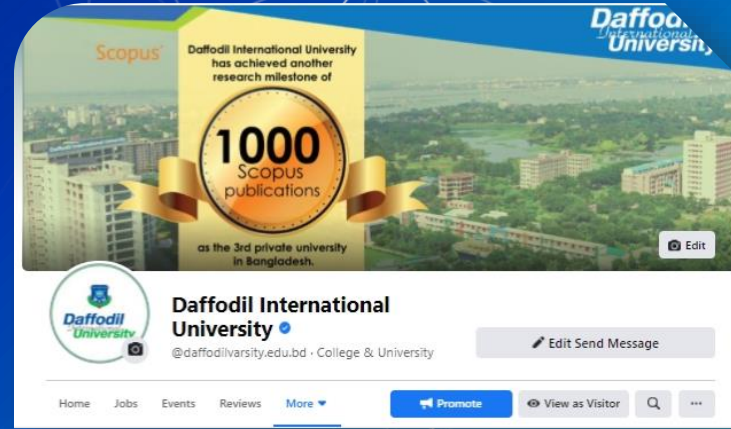 Scopus
Daffodil International University
has achieved another
research milestone of
1000
Scopus
publications
as the 3rd private university
in Bangladesh.
International
Edit
Daffodil
University
Daffodil International
University
@daffodilvarsity.edu.bd · College & University
Edit Send Message
Home Jobs Events Reviews More
Promote
View as Visitor
...